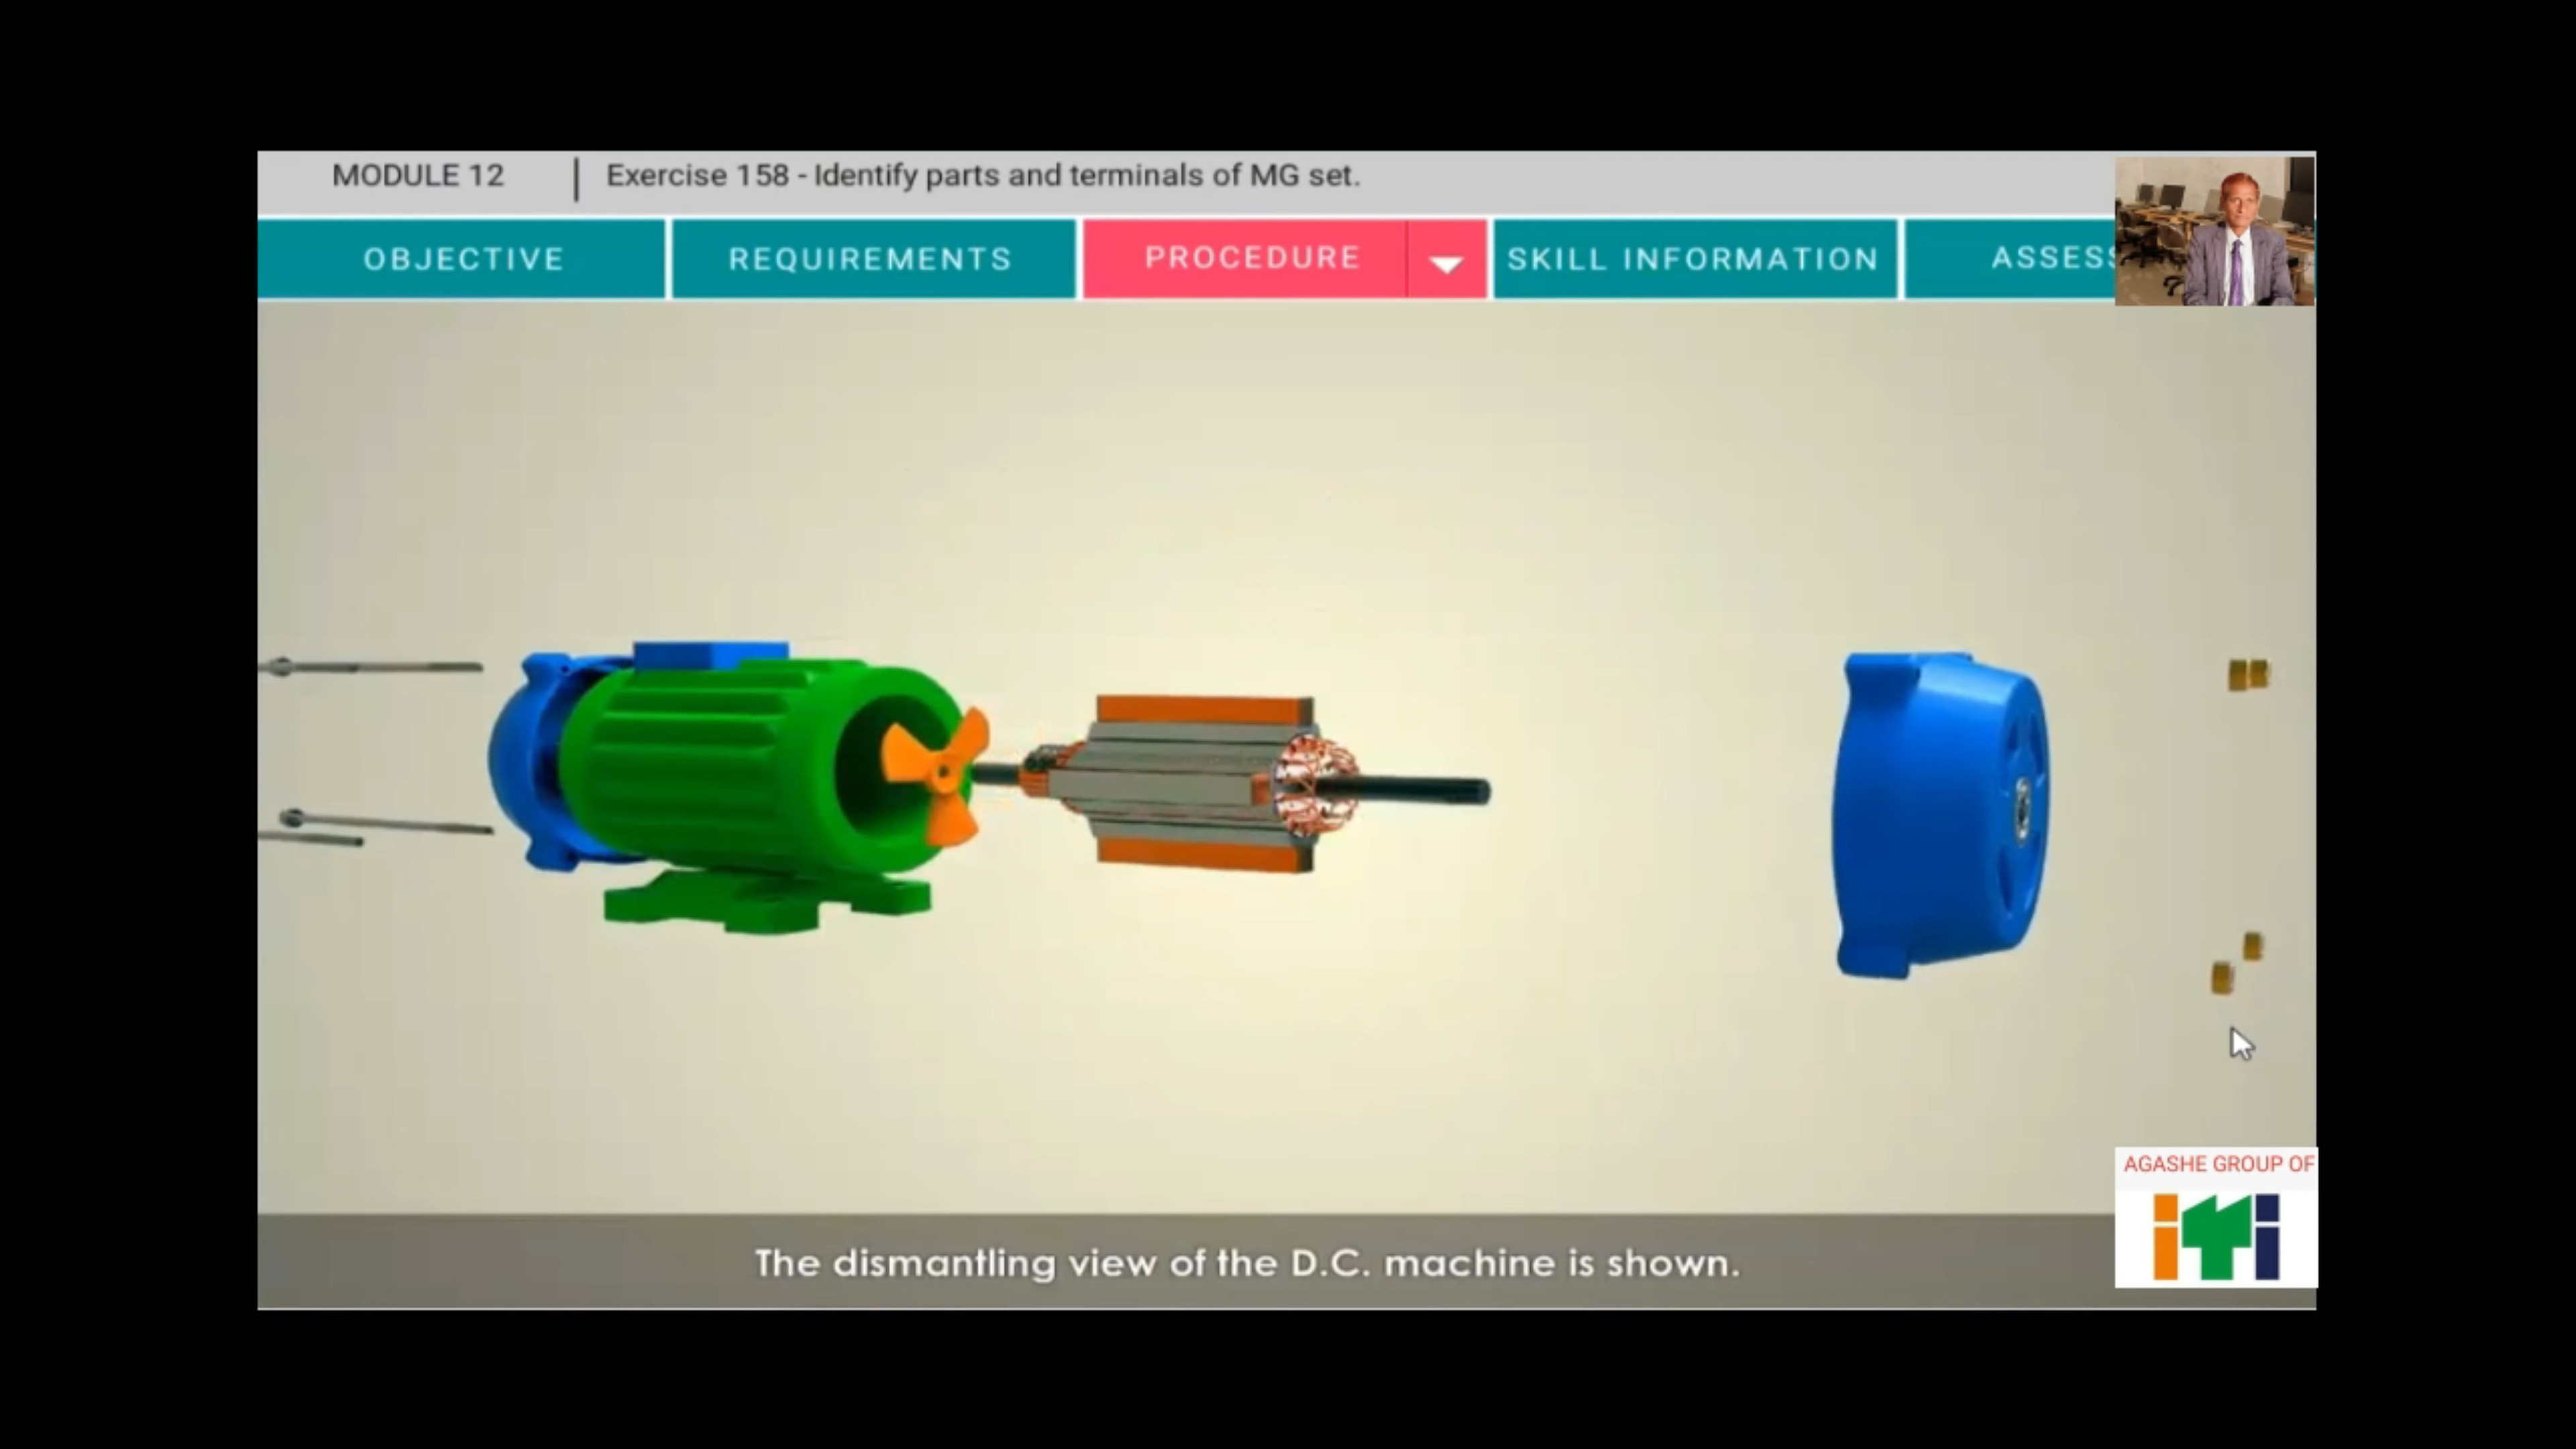 MODULE 12 | Exercise 158 - Identify parts and terminals of MG set.
OBJECTIVE
REQUIREMENTS
PROCEDURE
SKILL INFORMATION
ASSESS
The dismantling view of the D.C. machine is shown.
AGASHE GROUP OF
iti